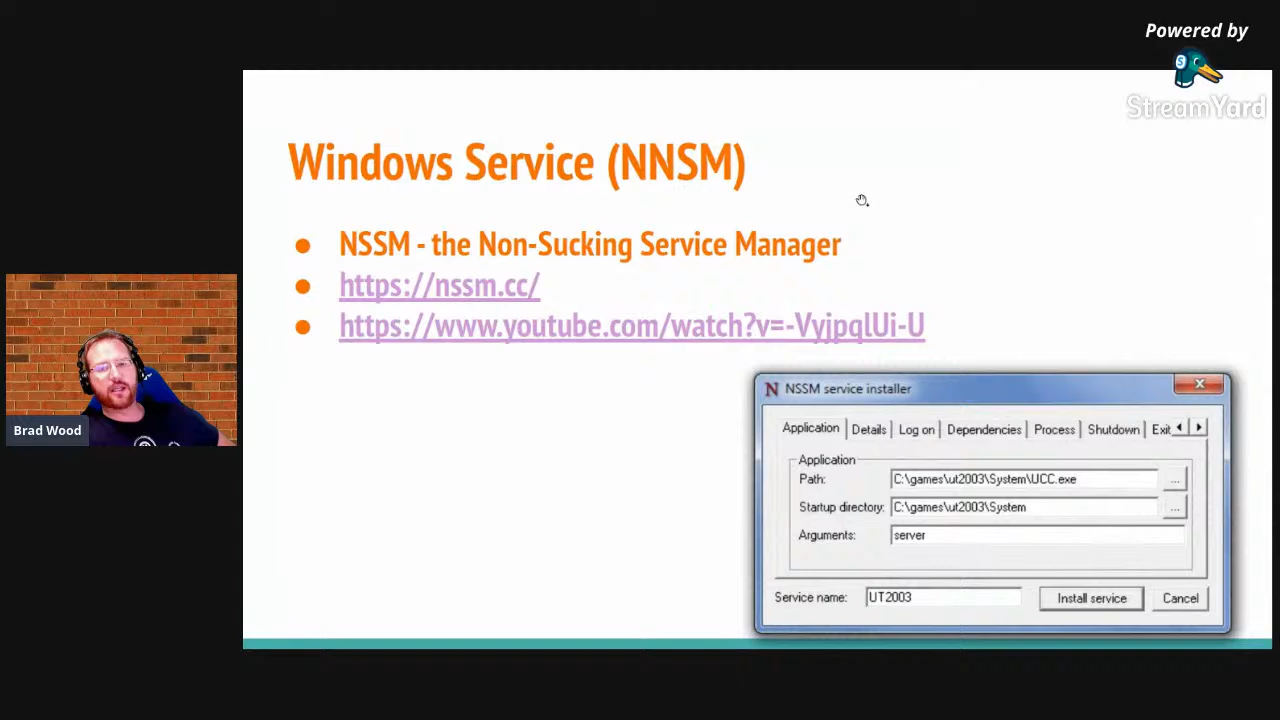 Powered by
StreamYard
Windows Service (NNSM)
NSSM - the Non-Sucking Service Manager
https://nssm.cc/
https://www.youtube.com/watch?v=-VyjpqlUi-U
Brad Wood
NSSM service installer
Application Details Log on Dependencies Process Shutdown Exit
Application
Path: C:\games\ut2003\System\UCC.exe ...
Startup directory: C:\games\ut2003\System ...
Arguments: server
Service name: UT2003 Install service Cancel